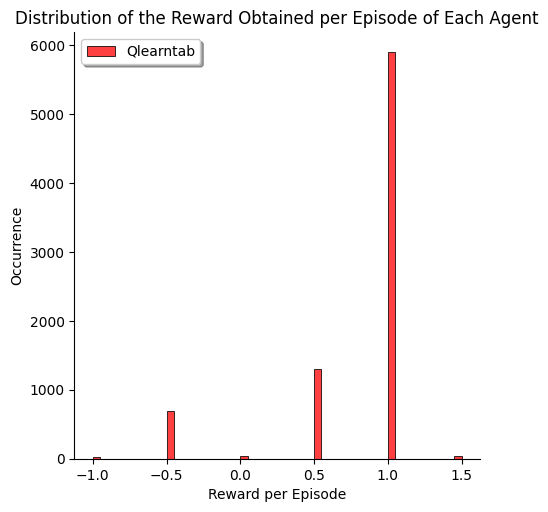 Distribution of the Reward Obtained per Episode of Each Agent
Qlearntab
6000
5000
4000
3000
2000
1000
0
Occurrence
−1.0 −0.5 0.0 0.5 1.0 1.5
Reward per Episode